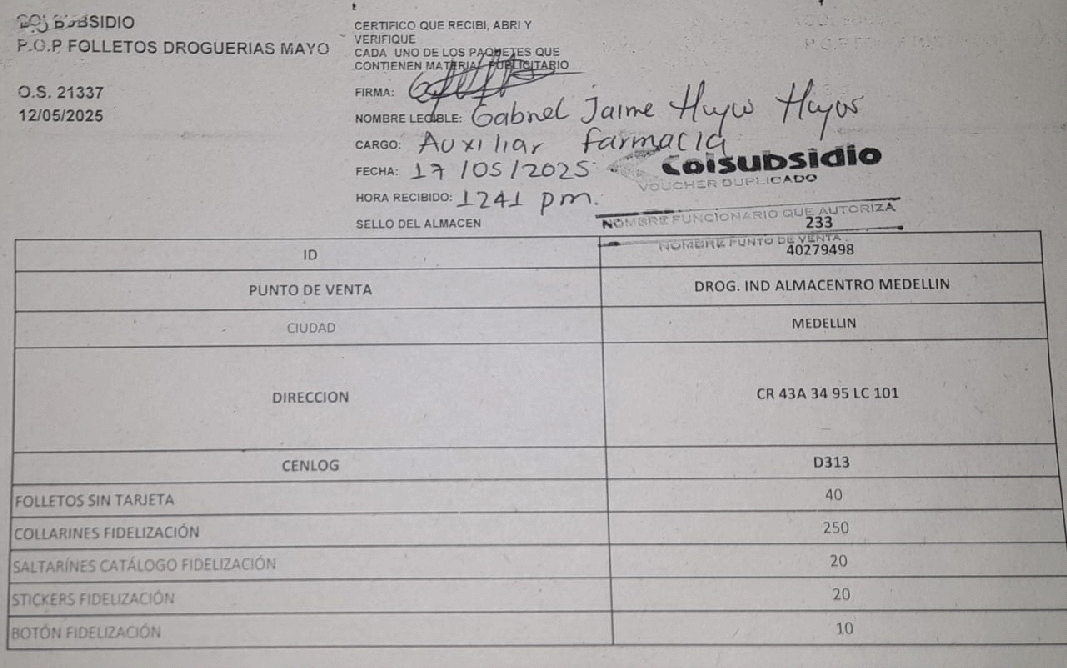 COLSUBSIDIO
P.O.P FOLLETOS DROGUERIAS MAYO
O.S. 21337
12/05/2025
CERTIFICO QUE RECIBI, ABRI Y
VERIFIQUE
CADA UNO DE LOS PAQUETES QUE
CONTIENEN MATERIAL PUBLICITARIO
FIRMA:
NOMBRE LEGIBLE: Gabriel Jaime Hoyos Hoyos
CARGO: Auxiliar farmacia
FECHA: 17/05/2025
HORA RECIBIDO: 1241 pm.
SELLO DEL ALMACEN
Colsubsidio
VOUCHER DUPLICADO
NOMBRE FUNCIONARIO QUE AUTORIZA
233
NOMBRE PUNTO DE VENTA
ID 40279498
PUNTO DE VENTA DROG. IND ALMACENTRO MEDELLIN
CIUDAD MEDELLIN
DIRECCION CR 43A 34 95 LC 101
CENLOG D313
FOLLETOS SIN TARJETA 40
COLLARINES FIDELIZACIÓN 250
SALTARÍNES CATÁLOGO FIDELIZACIÓN 20
STICKERS FIDELIZACIÓN 20
BOTÓN FIDELIZACIÓN 10